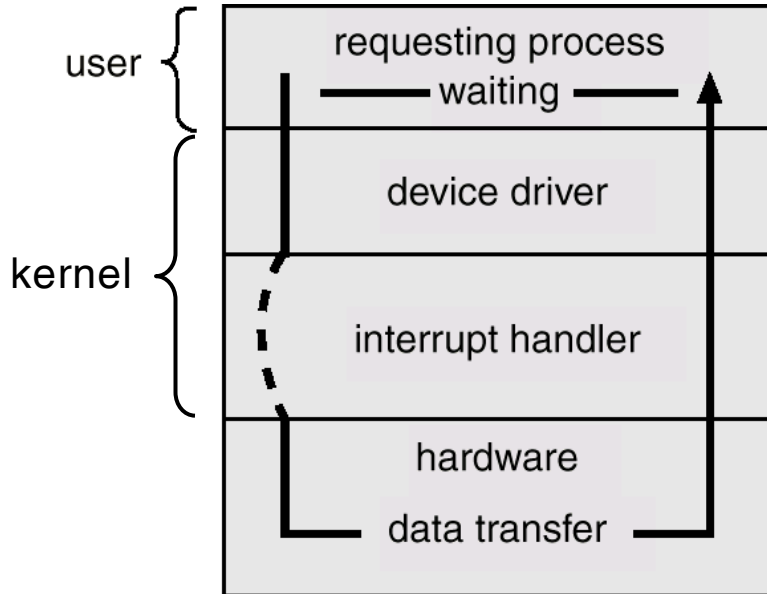 user
requesting process
waiting
kernel
device driver
interrupt handler
hardware
data transfer